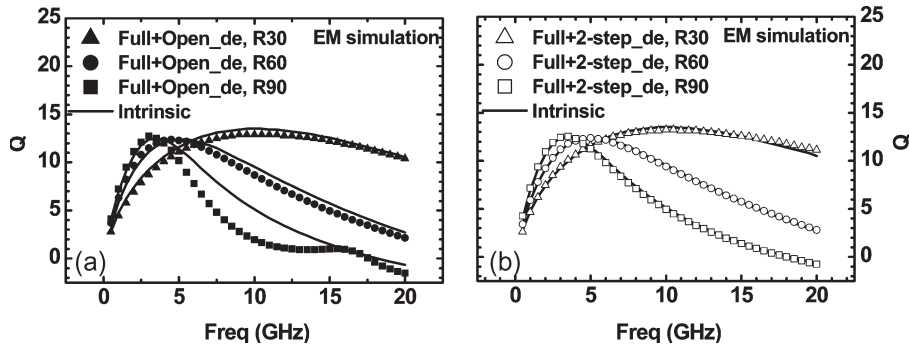 25
20
15
10
5
0
Q
Full+Open_de, R30
EM simulation
Full+Open_de, R60
Full+Open_de, R90
Intrinsic
(a)
0 5 10 15 20
Freq (GHz)
Full+2-step_de, R30
EM simulation
Full+2-step_de, R60
Full+2-step_de, R90
Intrinsic
(b)
0 5 10 15 20
Freq (GHz)
25
20
15
10
5
0
Q